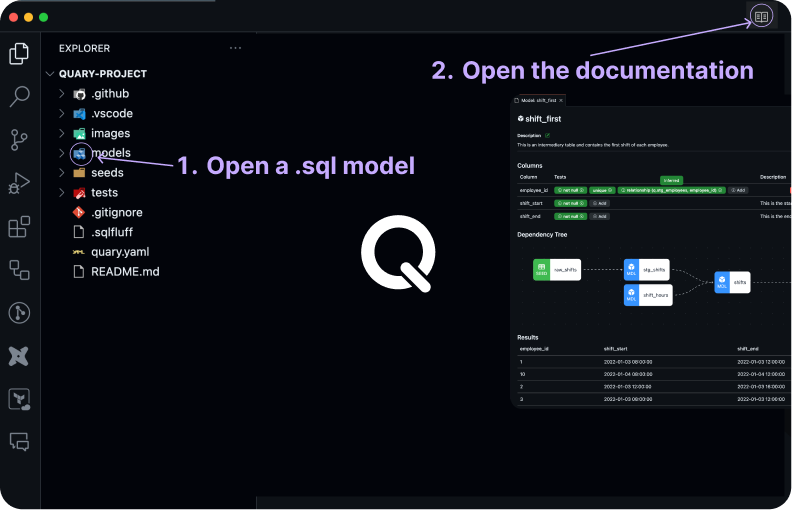 2. Open the documentation
EXPLORER
QUARY-PROJECT
.github
.vscode
images
models
seeds
tests
.gitignore
.sqlfluff
quary.yaml
README.md
1. Open a .sql model
Model: shift_first
shift_first
Description
This is an intermediary table and contains the first shift of each employee.
Columns
Column Tests Description
Inferred
employee_id not null unique relationship (q.stg_employees, employee_id) Add
shift_start not null Add This is the sta
shift_end not null Add This is the en
Dependency Tree
SEED raw_shifts
MDL stg_shifts
MDL shift_hours
MDL shifts
Results
employee_id shift_start shift_end
1 2022-01-03 08:00:00 2022-01-03 12:00:00
10 2022-01-04 08:00:00 2022-01-04 12:00:00
2 2022-01-03 12:00:00 2022-01-03 16:00:00
3 2022-01-03 08:00:00 2022-01-03 12:00:00